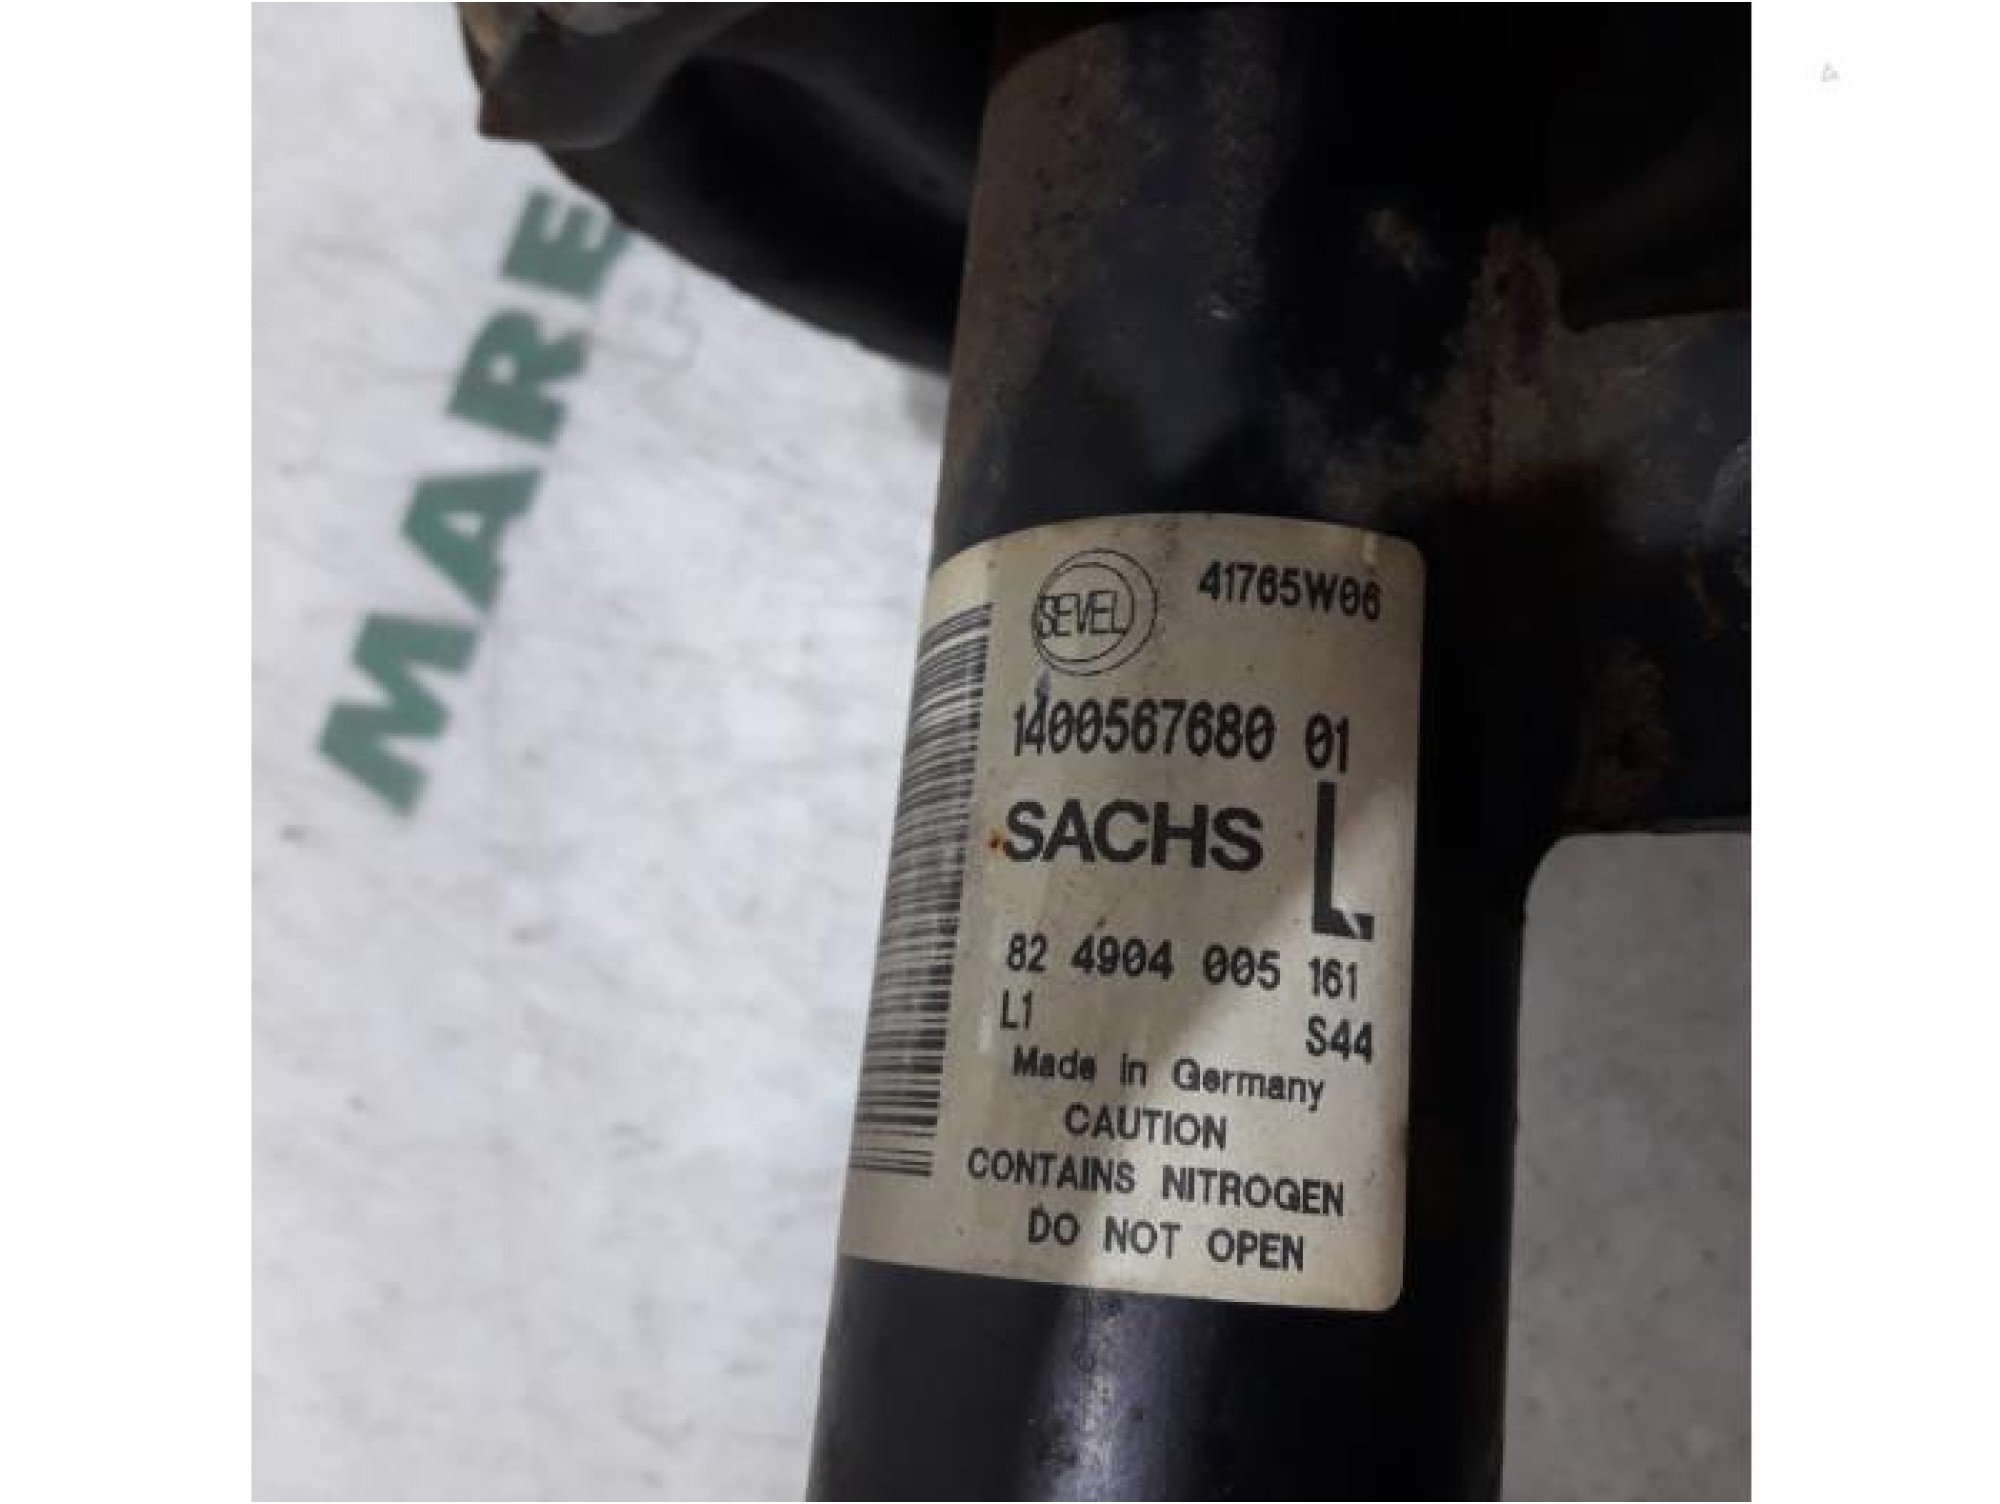 MARE
SEVEL 41765W06
1400567680 01
SACHS L
82 4904 005 161
L1 S44
Made in Germany
CAUTION
CONTAINS NITROGEN
DO NOT OPEN